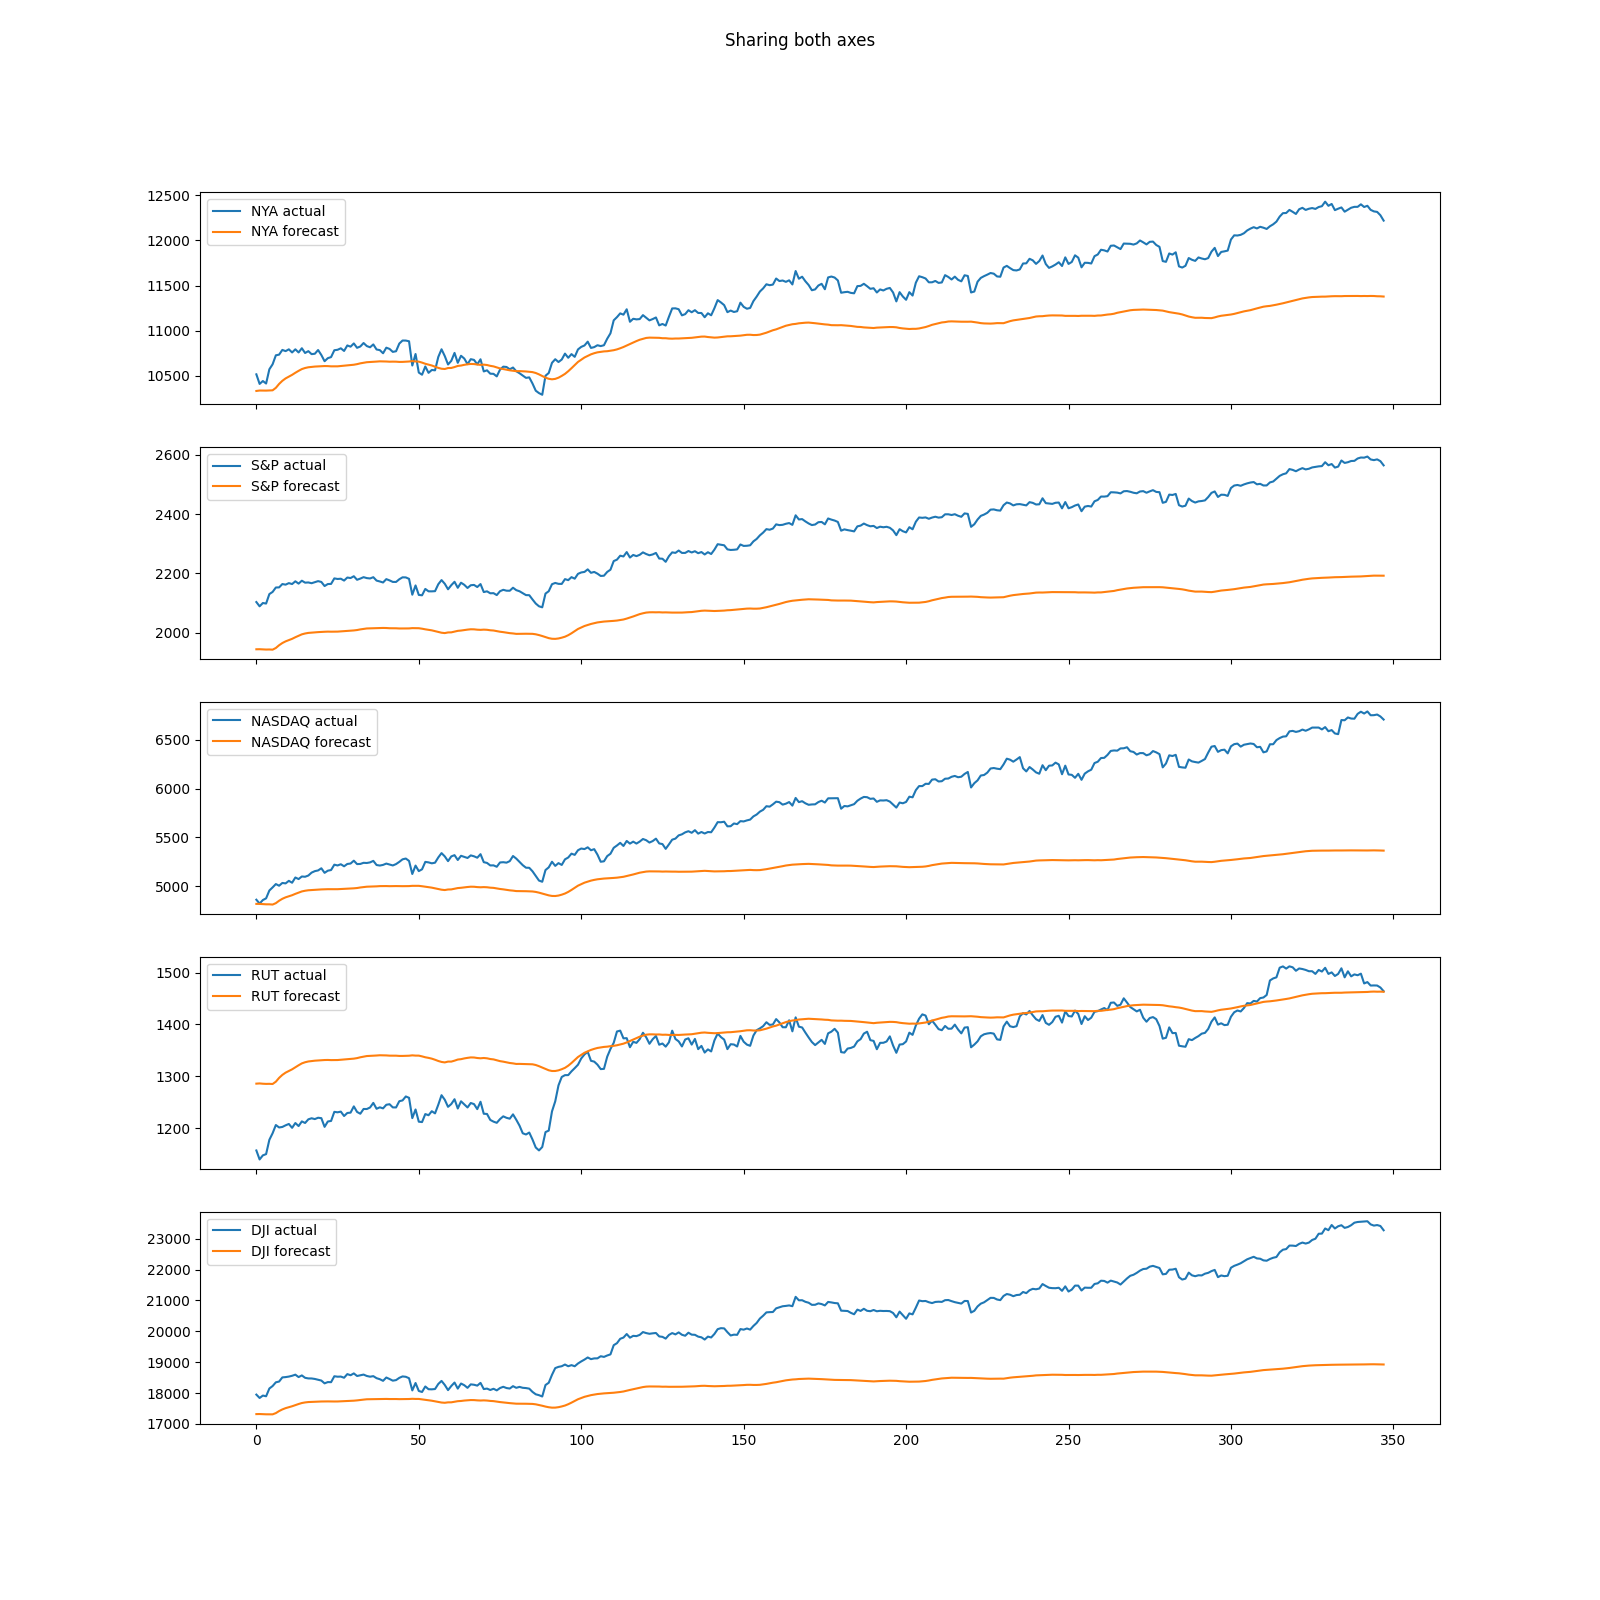 Sharing both axes
12500
12000
11500
11000
10500
NYA actual
NYA forecast
2600
2400
2200
2000
S&P actual
S&P forecast
6500
6000
5500
5000
NASDAQ actual
NASDAQ forecast
1500
1400
1300
1200
RUT actual
RUT forecast
23000
22000
21000
20000
19000
18000
17000
DJI actual
DJI forecast
0 50 100 150 200 250 300 350